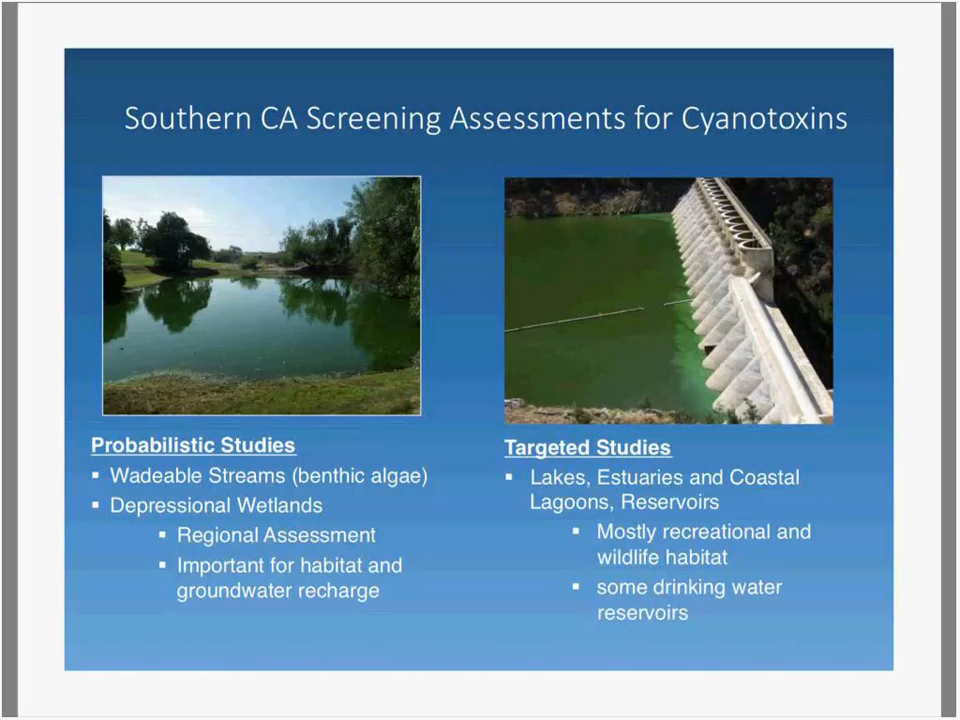 Southern CA Screening Assessments for Cyanotoxins
Probabilistic Studies
▪ Wadeable Streams (benthic algae)
▪ Depressional Wetlands
▪ Regional Assessment
▪ Important for habitat and
groundwater recharge
Targeted Studies
▪ Lakes, Estuaries and Coastal
Lagoons, Reservoirs
▪ Mostly recreational and
wildlife habitat
▪ some drinking water
reservoirs